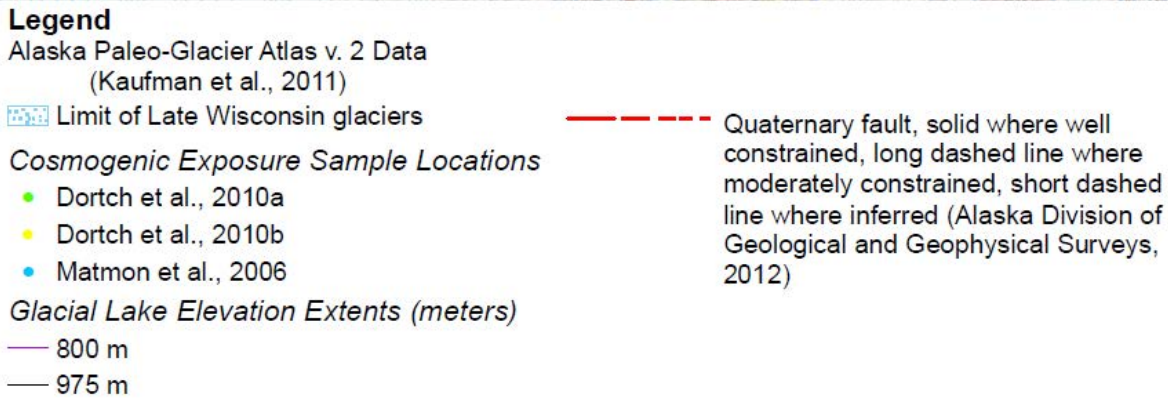 Legend
Alaska Paleo-Glacier Atlas v. 2 Data
(Kaufman et al., 2011)
Limit of Late Wisconsin glaciers
Cosmogenic Exposure Sample Locations
Dortch et al., 2010a
Dortch et al., 2010b
Matmon et al., 2006
Glacial Lake Elevation Extents (meters)
800 m
975 m
Quaternary fault, solid where well
constrained, long dashed line where
moderately constrained, short dashed
line where inferred (Alaska Division of
Geological and Geophysical Surveys,
2012)